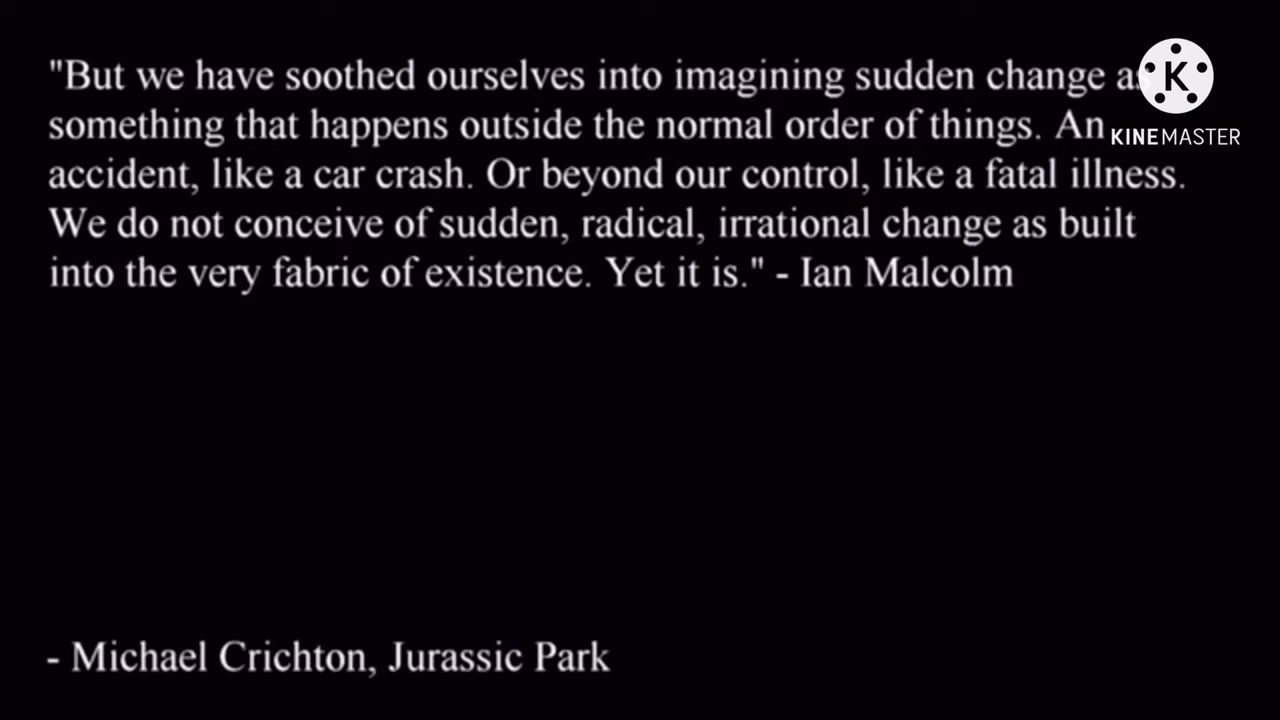 "But we have soothed ourselves into imagining sudden change as
something that happens outside the normal order of things. An
accident, like a car crash. Or beyond our control, like a fatal illness.
We do not conceive of sudden, radical, irrational change as built
into the very fabric of existence. Yet it is." - Ian Malcolm
- Michael Crichton, Jurassic Park
K
KINEMASTER